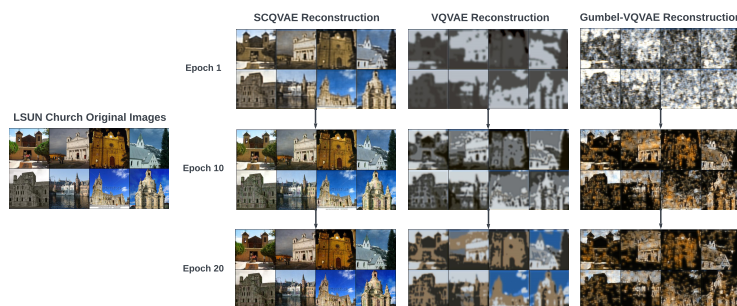 SCQVAE Reconstruction
VQVAE Reconstruction
Gumbel-VQVAE Reconstruction
Epoch 1
LSUN Church Original Images
Epoch 10
Epoch 20